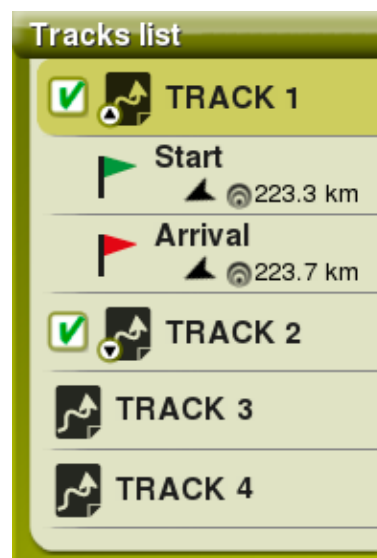 Tracks list
TRACK 1
Start
223.3 km
Arrival
223.7 km
TRACK 2
TRACK 3
TRACK 4